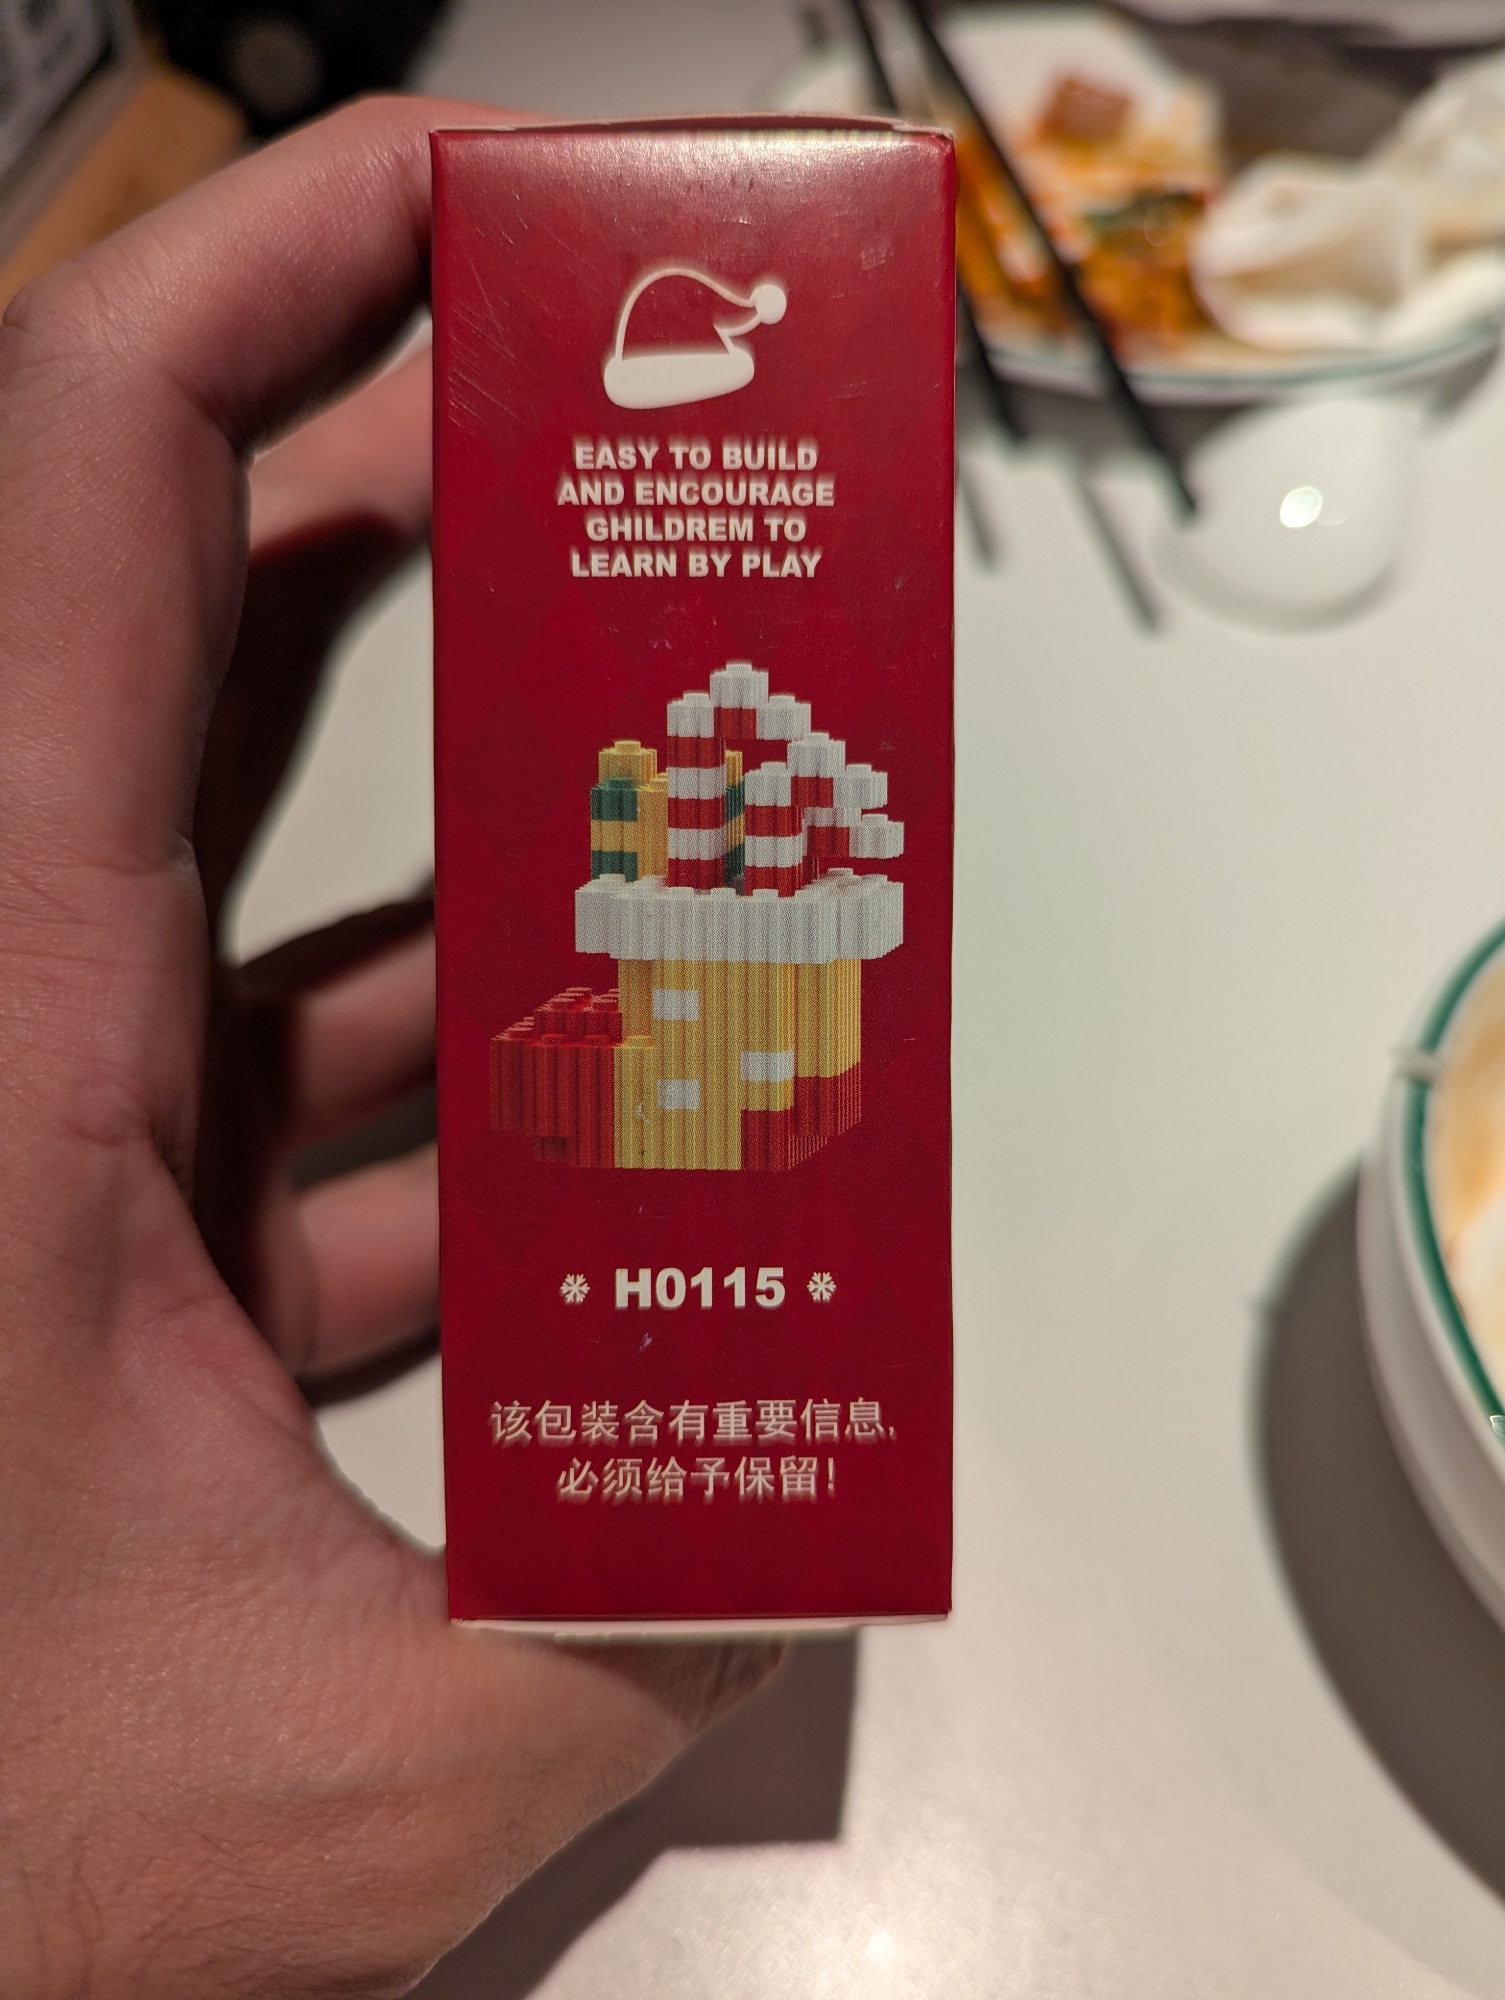 EASY TO BUILD
AND ENCOURAGE
GHILDREM TO
LEARN BY PLAY
H0115
该包装含有重要信息,
必须给予保留!